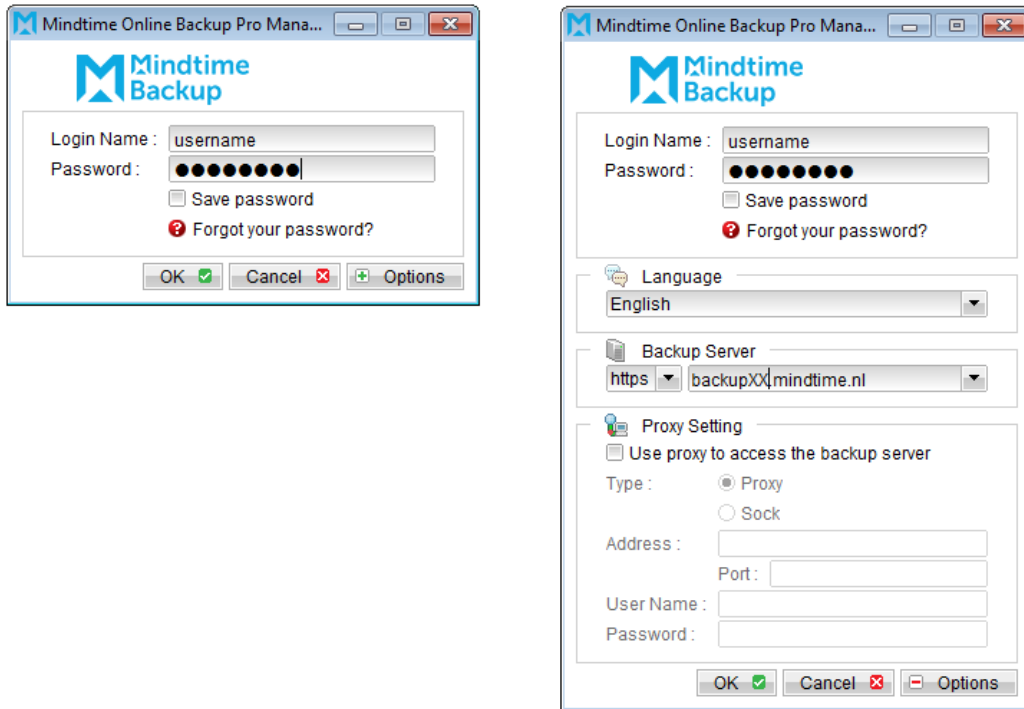 Mindtime Online Backup Pro Mana...
Mindtime
Backup
Login Name : username
Password : ●●●●●●●●
Save password
Forgot your password?
OK Cancel Options
Mindtime Online Backup Pro Mana...
Mindtime
Backup
Login Name : username
Password : ●●●●●●●●
Save password
Forgot your password?
Language
English
Backup Server
https backupXX.mindtime.nl
Proxy Setting
Use proxy to access the backup server
Type : Proxy
Sock
Address :
Port :
User Name :
Password :
OK Cancel Options